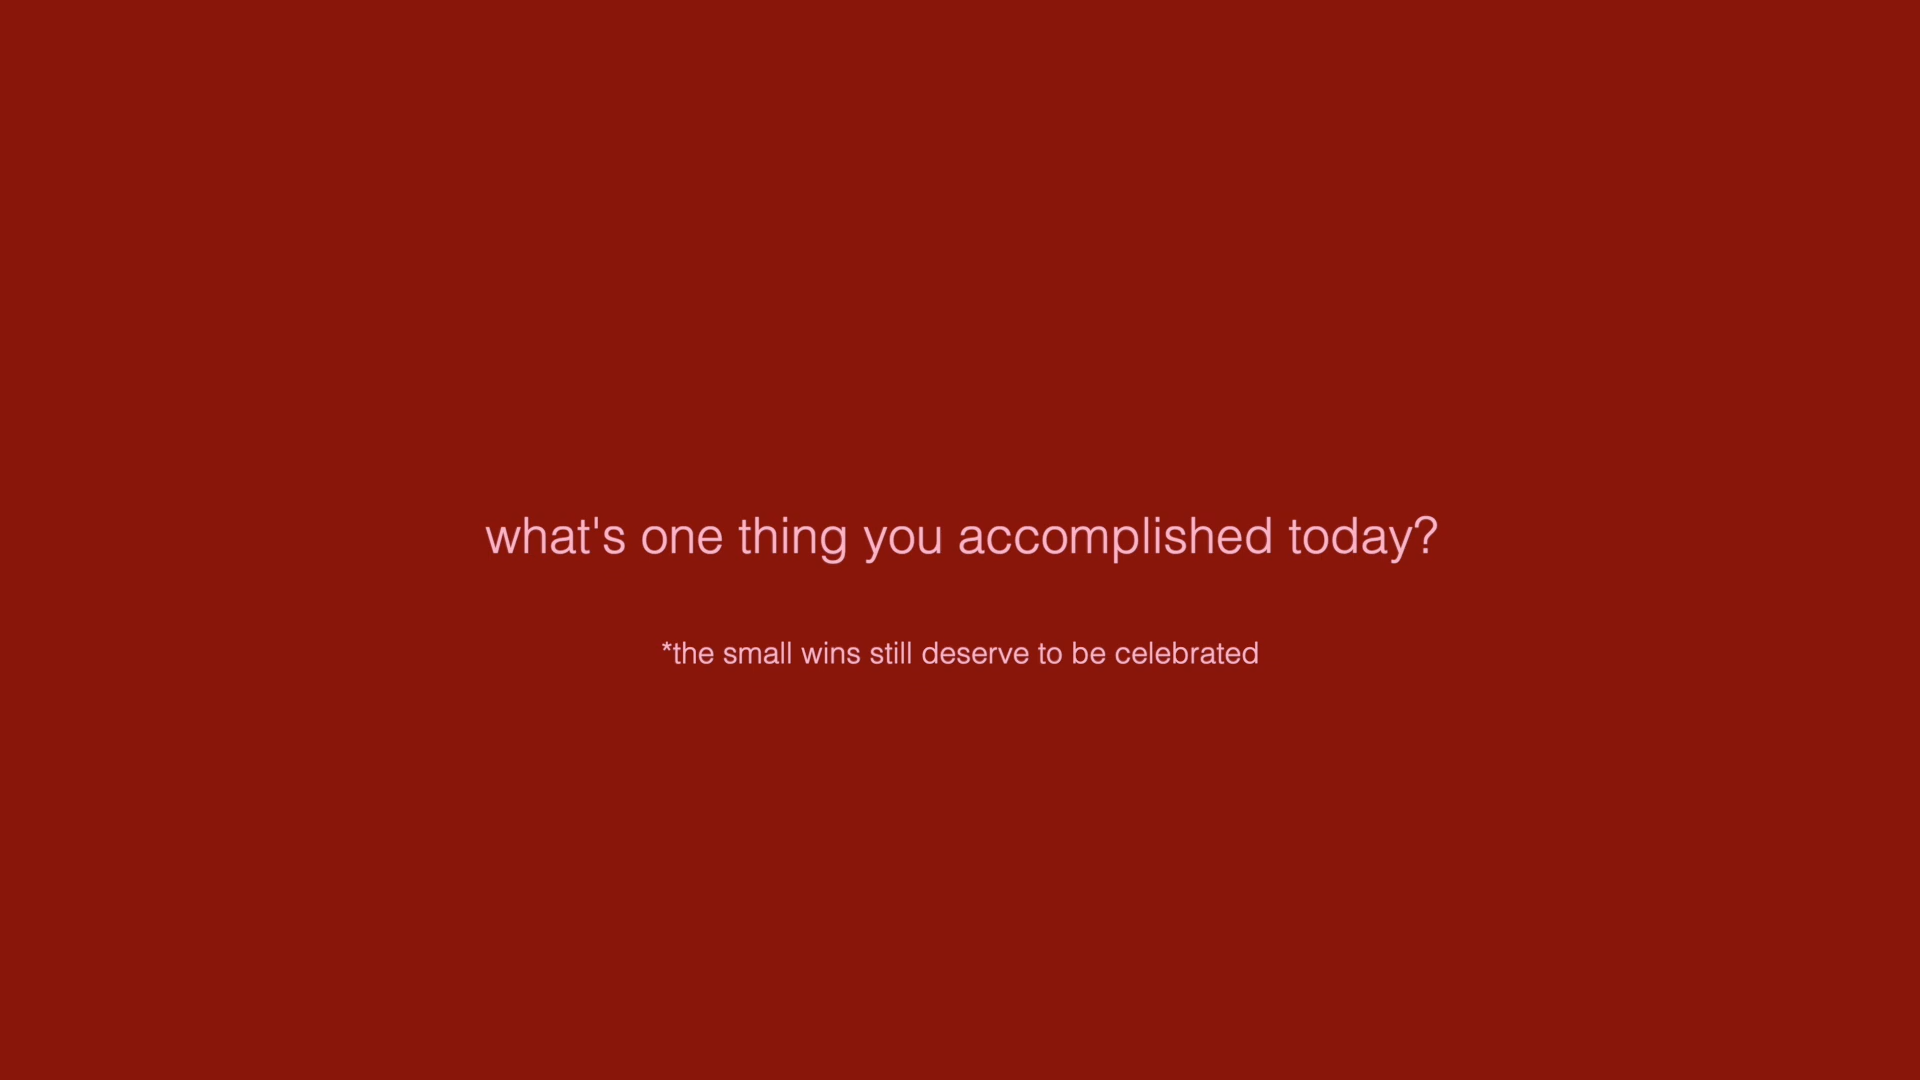 what's one thing you accomplished today?
*the small wins still deserve to be celebrated